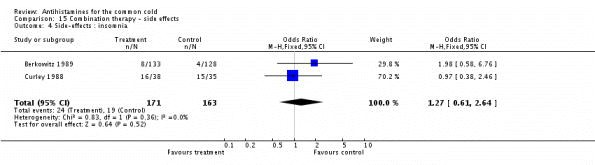 Review: Antihistamines for the common cold
Comparison: 15 Combination therapy - side effects
Outcome: 4 Side-effects : insomnia
Study or subgroup Treatment Control Odds Ratio Weight Odds Ratio
n/N n/N M-H,Fixed,95% CI M-H,Fixed,95% CI
Berkowitz 1989 8/133 4/128 29.8 % 1.98 [ 0.58, 6.76 ]
Curley 1988 16/38 15/35 70.2 % 0.97 [ 0.38, 2.46 ]
Total (95% CI) 171 163 100.0 % 1.27 [ 0.61, 2.64 ]
Total events: 24 (Treatment), 19 (Control)
Heterogeneity: Chi² = 0.83, df = 1 (P = 0.36); I² =0.0%
Test for overall effect: Z = 0.64 (P = 0.52)
0.1 0.2 0.5 1 2 5 10
Favours treatment Favours control